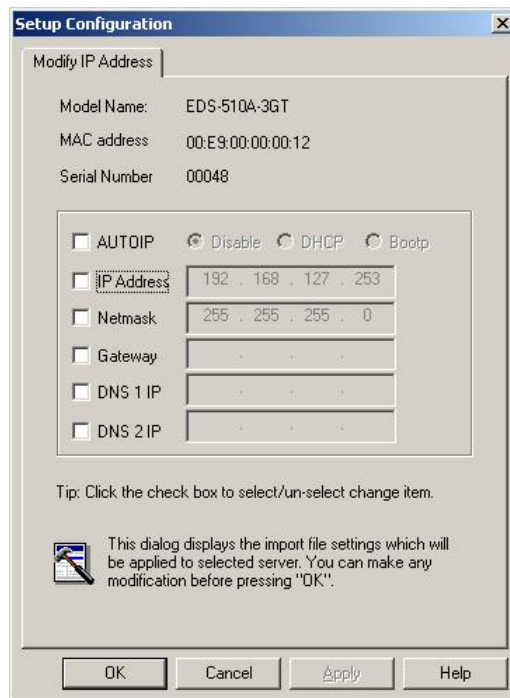 Setup Configuration
Modify IP Address
Model Name: EDS-510A-3GT
MAC address 00:E9:00:00:00:12
Serial Number 00048
AUTOIP Disable DHCP Bootp
IP Address 192 . 168 . 127 . 253
Netmask 255 . 255 . 255 . 0
Gateway . . .
DNS 1 IP . . .
DNS 2 IP . . .
Tip: Click the check box to select/un-select change item.
This dialog displays the import file settings which will
be applied to selected server. You can make any
modification before pressing "OK".
OK Cancel Apply Help